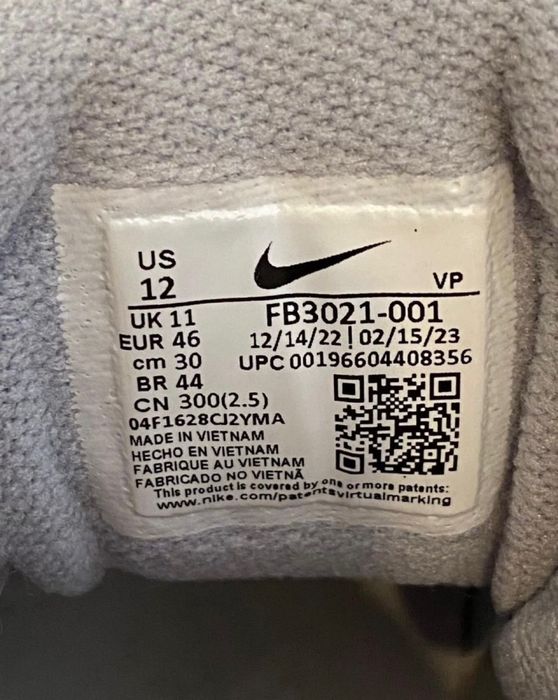 US
12
VP
UK 11
FB3021-001
EUR 46
12/14/22 | 02/15/23
cm 30
UPC 00196604408356
BR 44
CN 300(2.5)
04F1628CJ2YMA
MADE IN VIETNAM
HECHO EN VIETNAM
FABRIQUE AU VIETNAM
FABRICADO NO VIETNÃ
This product is covered by one or more patents:
www.nike.com/patentsvirtualmarking